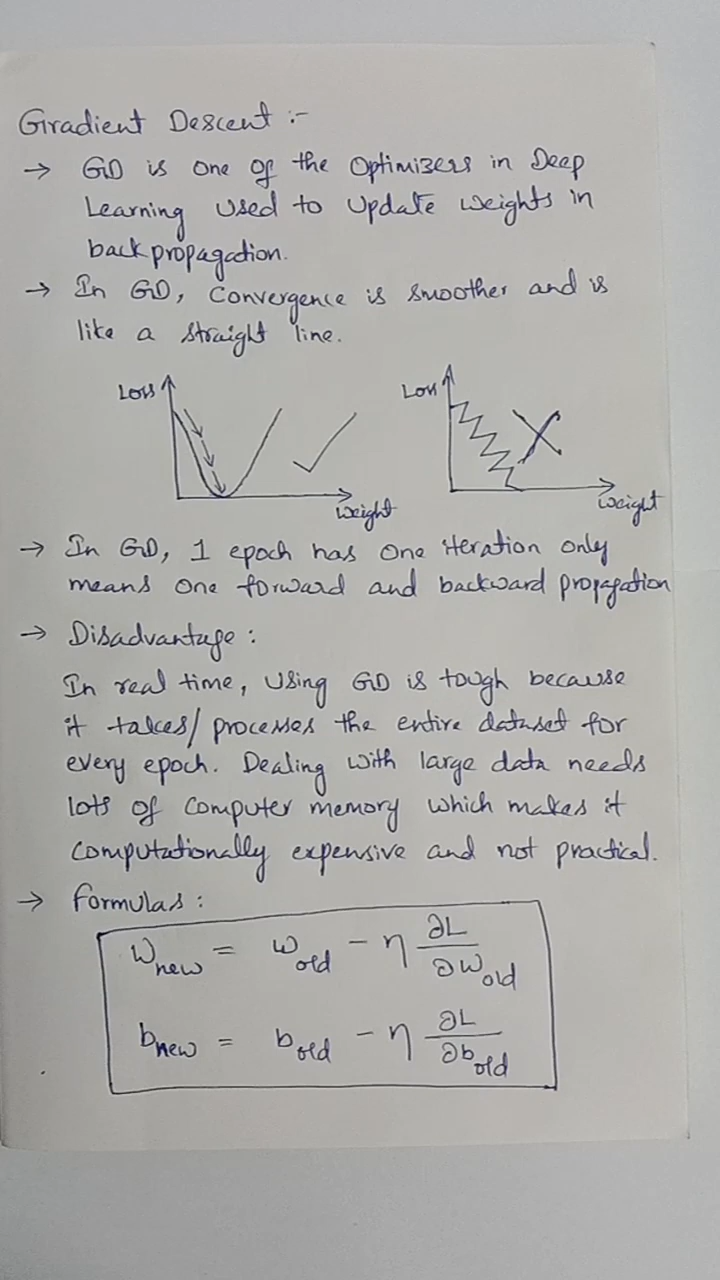 Gradient Descent :-
→ GD is one of the Optimizers in Deep
Learning used to update weights in
backpropagation.
→ In GD, Convergence is smoother and is
like a straight line.
Loss
weight
Loss
weight
→ In GD, 1 epoch has one iteration only
means one forward and backward propagation
→ Disadvantage :
In real time, using GD is tough because
it takes/processes the entire dataset for
every epoch. Dealing with large data needs
lots of computer memory which makes it
computationally expensive and not practical.
→ Formulas :
W_new = W_old - η ∂L/∂W_old
b_new = b_old - η ∂L/∂b_old